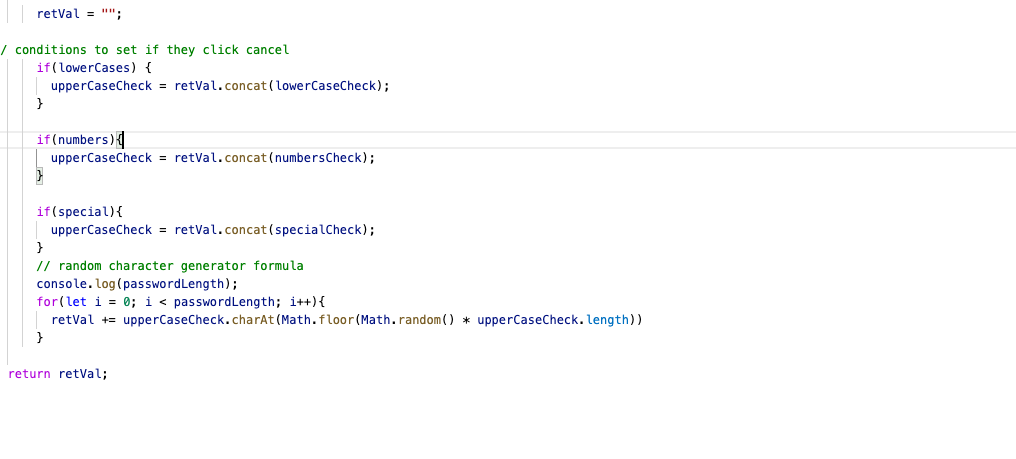 retVal = "";
/ conditions to set if they click cancel
if(lowerCases) {
upperCaseCheck = retVal.concat(lowerCaseCheck);
}
if(numbers){
upperCaseCheck = retVal.concat(numbersCheck);
}
if(special){
upperCaseCheck = retVal.concat(specialCheck);
}
// random character generator formula
console.log(passwordLength);
for(let i = 0; i < passwordLength; i++){
retVal += upperCaseCheck.charAt(Math.floor(Math.random() * upperCaseCheck.length))
}
return retVal;